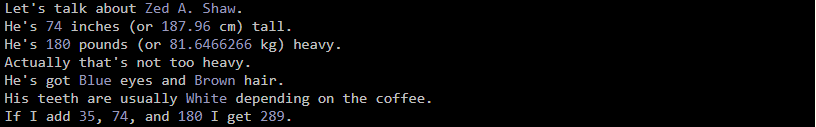 Let's talk about Zed A. Shaw.
He's 74 inches (or 187.96 cm) tall.
He's 180 pounds (or 81.6466266 kg) heavy.
Actually that's not too heavy.
He's got Blue eyes and Brown hair.
His teeth are usually White depending on the coffee.
If I add 35, 74, and 180 I get 289.